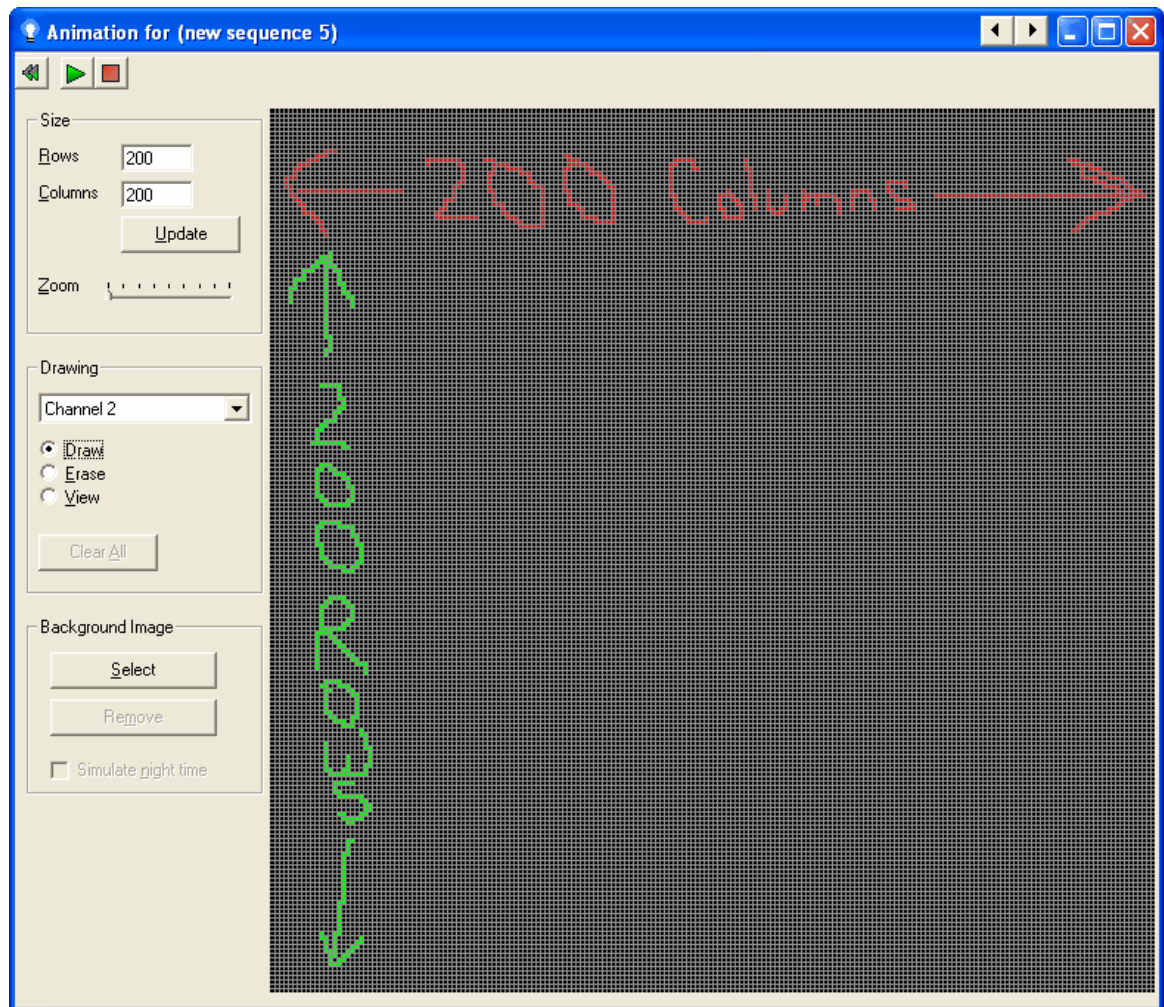 Animation for (new sequence 5)
Size
Rows 200
Columns 200
Update
Zoom
Drawing
Channel 2
Draw
Erase
View
Clear All
Background Image
Select
Remove
Simulate night time
200 Columns
200 Rows